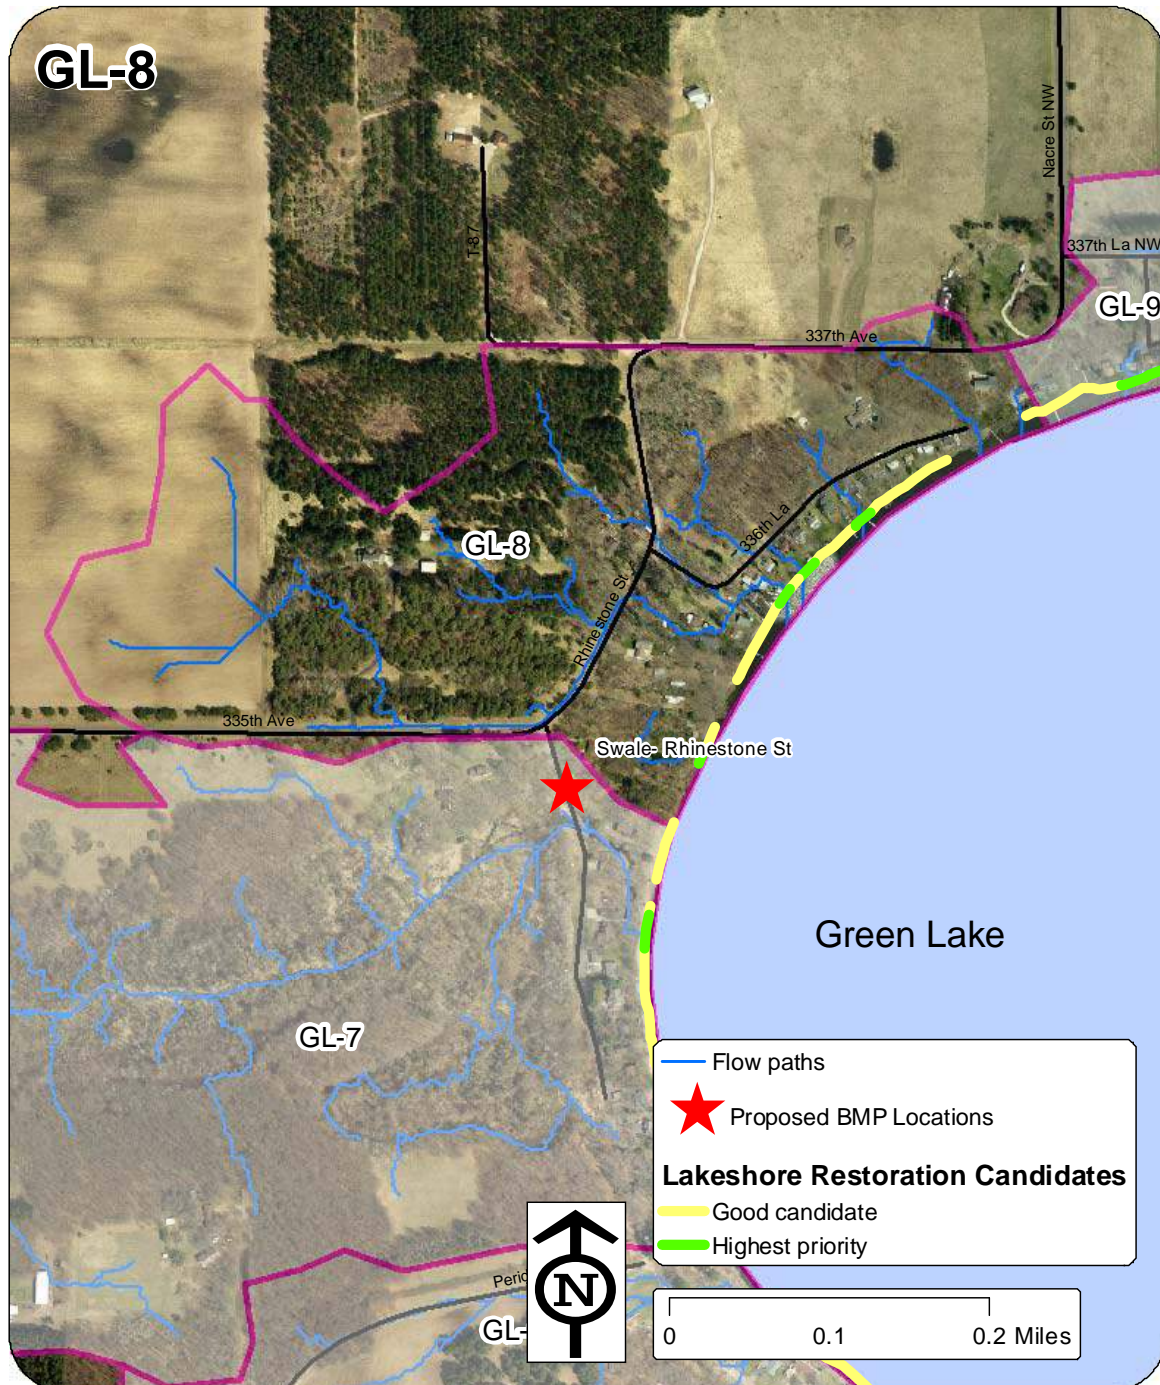 GL-8
Nacre St NW
T-87
337th La NW
GL-9
337th Ave
336th La
GL-8
Rhinestone St
335th Ave
Swale- Rhinestone St
Green Lake
GL-7
Flow paths
Proposed BMP Locations
Lakeshore Restoration Candidates
Good candidate
Highest priority
N
0 0.1 0.2 Miles